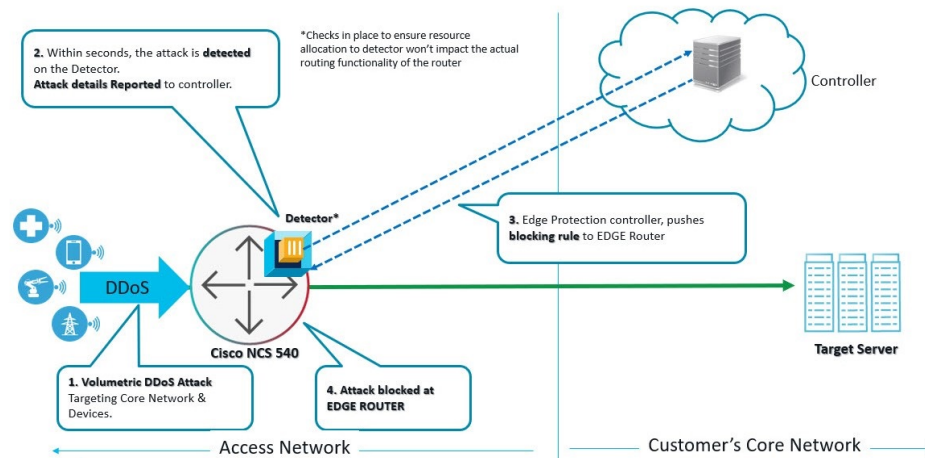 2. Within seconds, the attack is detected
on the Detector.
Attack details Reported to controller.
*Checks in place to ensure resource
allocation to detector won't impact the actual
routing functionality of the router
Controller
Detector*
3. Edge Protection controller, pushes
blocking rule to EDGE Router
DDoS
Cisco NCS 540
Target Server
1. Volumetric DDoS Attack
Targeting Core Network &
Devices.
4. Attack blocked at
EDGE ROUTER
Access Network
Customer's Core Network